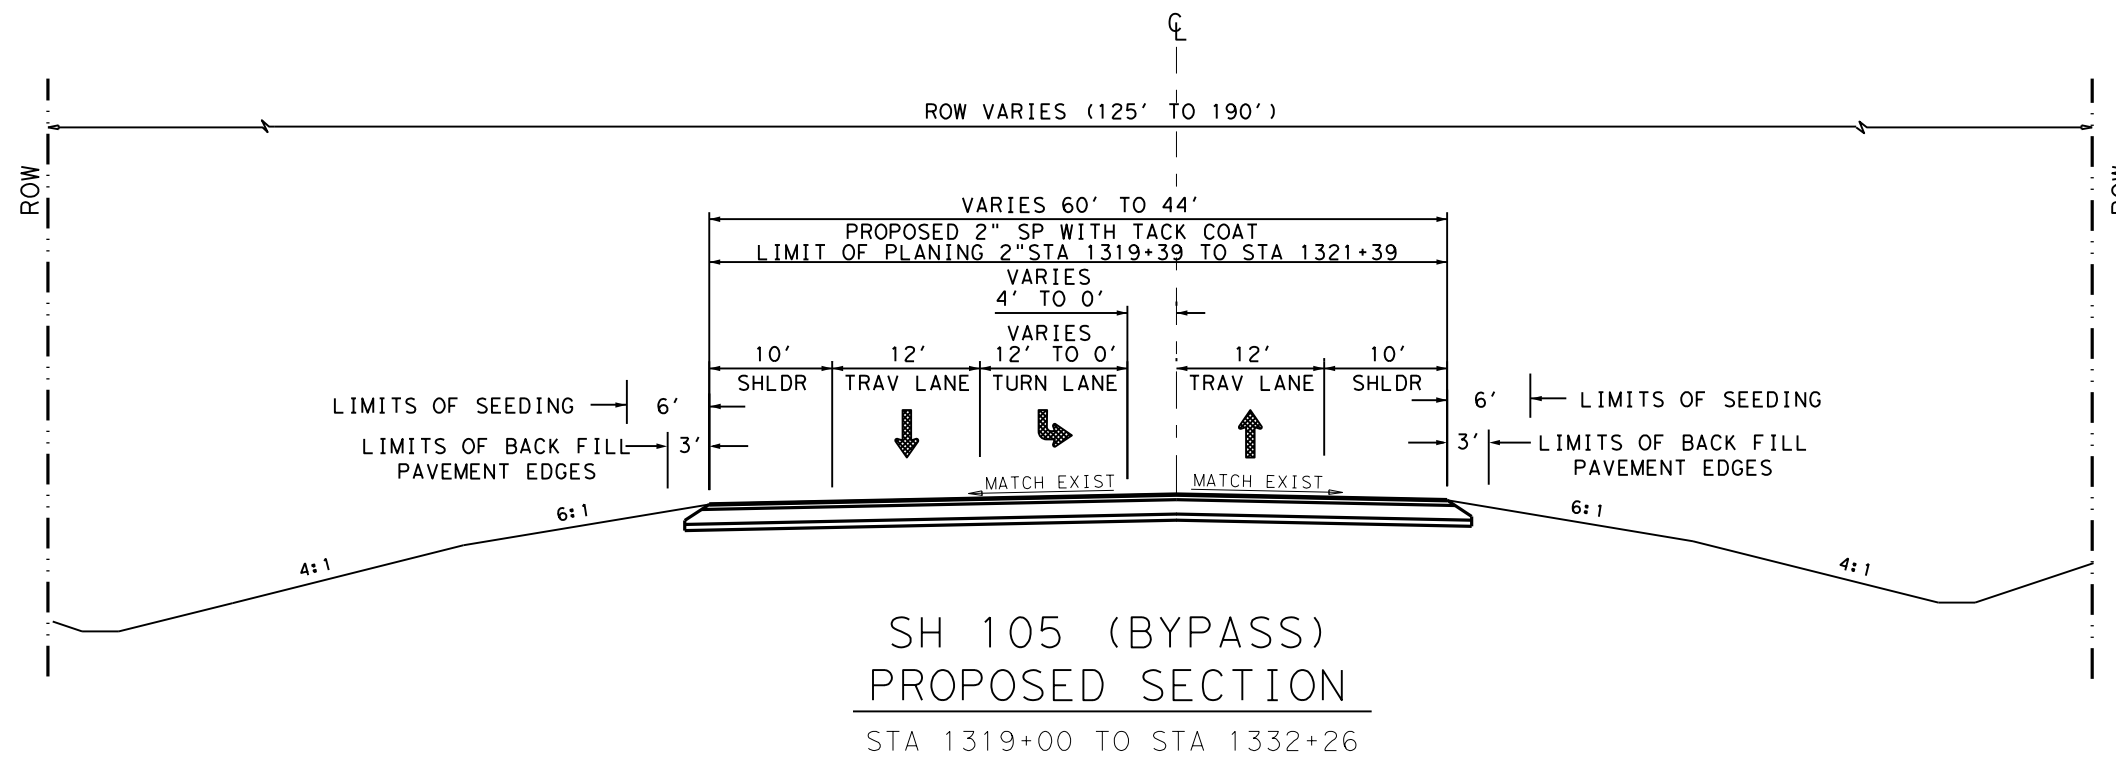 ℄
ROW VARIES (125' TO 190')
ROW
ROW
VARIES 60' TO 44'
PROPOSED 2" SP WITH TACK COAT
LIMIT OF PLANING 2"STA 1319+39 TO STA 1321+39
VARIES
4' TO 0'
VARIES
10' 12' 12' TO 0' 12' 10'
SHLDR TRAV LANE TURN LANE TRAV LANE SHLDR
LIMITS OF SEEDING 6' 6' LIMITS OF SEEDING
LIMITS OF BACK FILL 3' 3' LIMITS OF BACK FILL
PAVEMENT EDGES PAVEMENT EDGES
MATCH EXIST MATCH EXIST
6:1 6:1
4:1 4:1
SH 105 (BYPASS)
PROPOSED SECTION
STA 1319+00 TO STA 1332+26